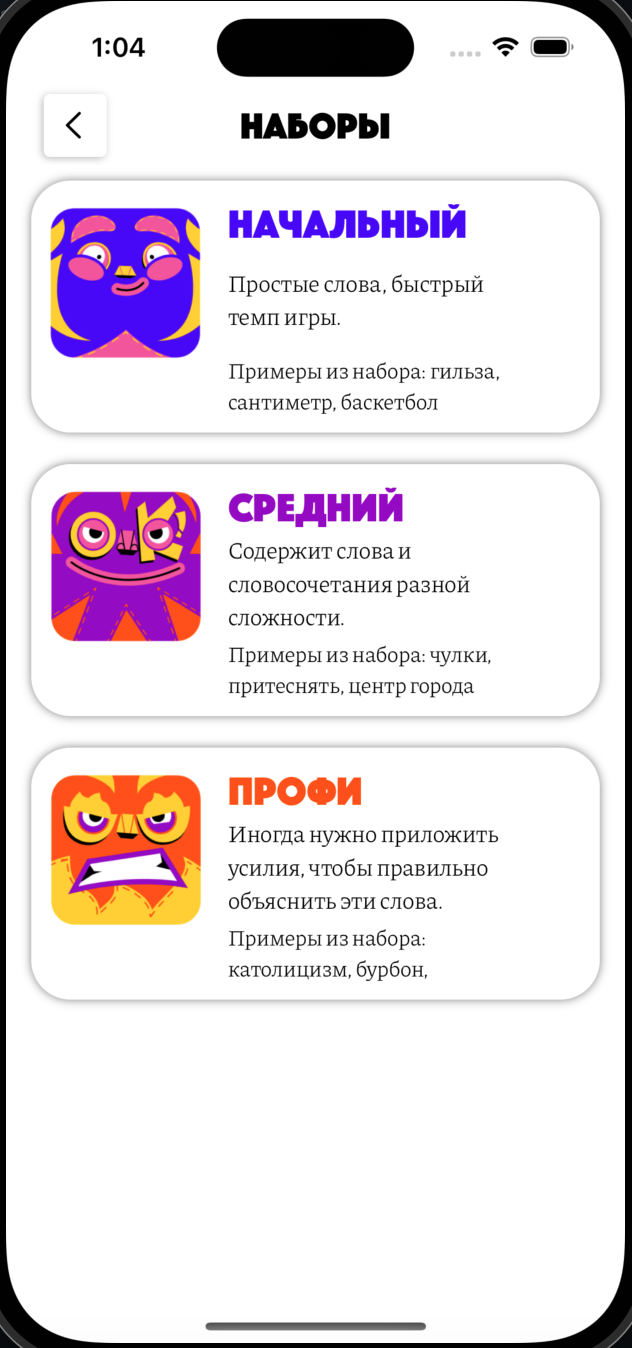 1:04
НАБОРЫ
НАЧАЛЬНЫЙ
Простые слова, быстрый
темп игры.
Примеры из набора: гильза,
сантиметр, баскетбол
OK!
СРЕДНИЙ
Содержит слова и
словосочетания разной
сложности.
Примеры из набора: чулки,
притеснять, центр города
ПРОФИ
Иногда нужно приложить
усилия, чтобы правильно
объяснить эти слова.
Примеры из набора:
католицизм, бурбон,